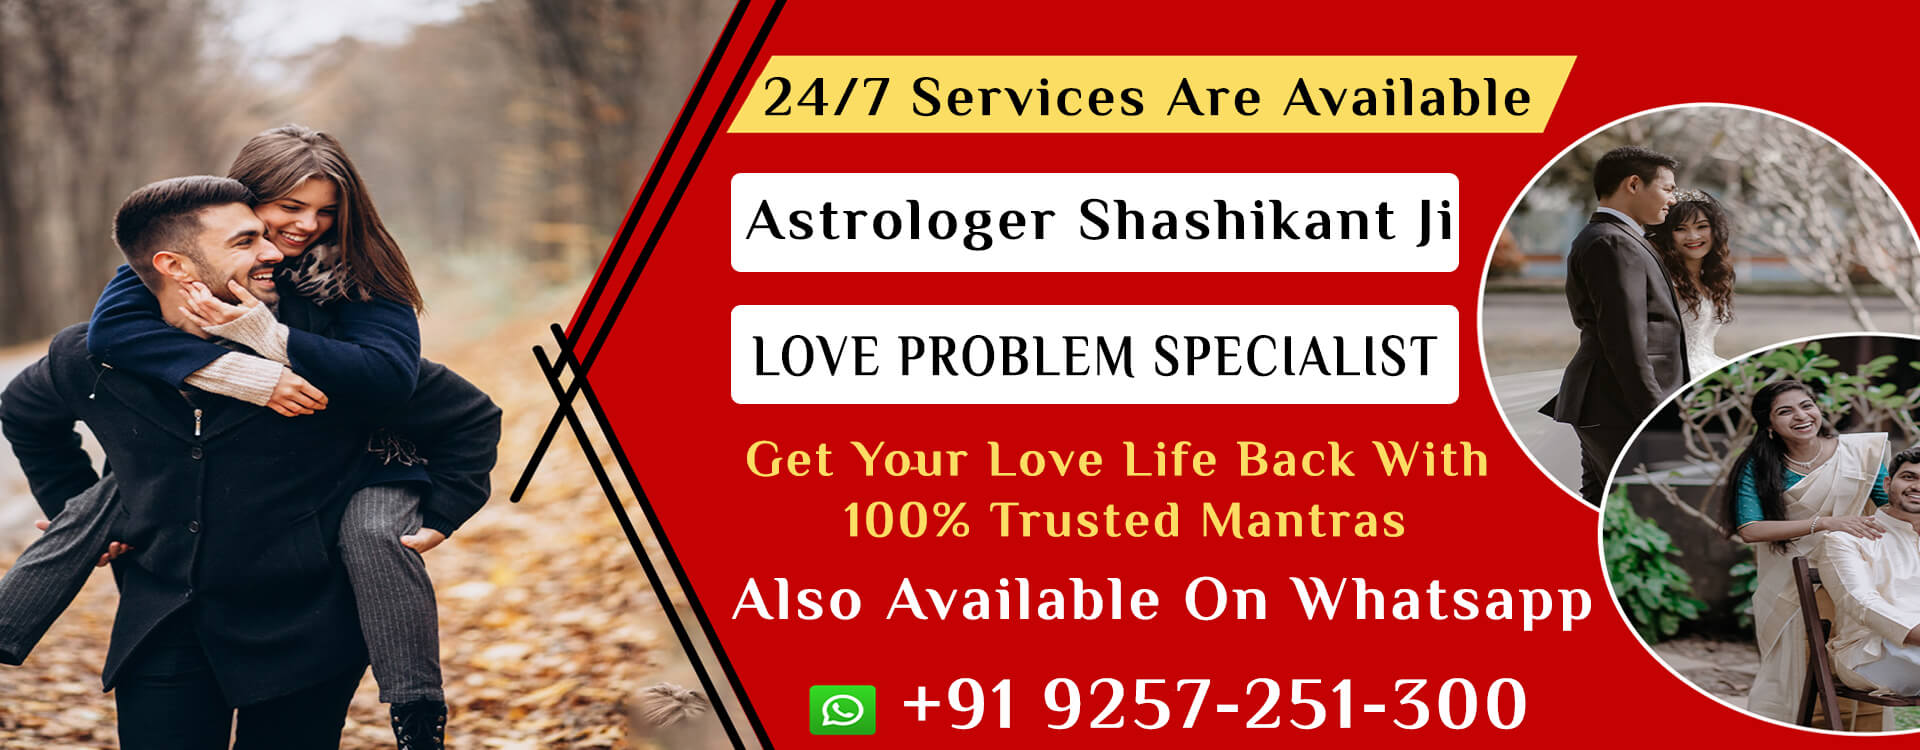 24/7 Services Are Available
Astrologer Shashikant Ji
LOVE PROBLEM SPECIALIST
Get Your Love Life Back With
100% Trusted Mantras
Also Available On Whatsapp
+91 9257-251-300